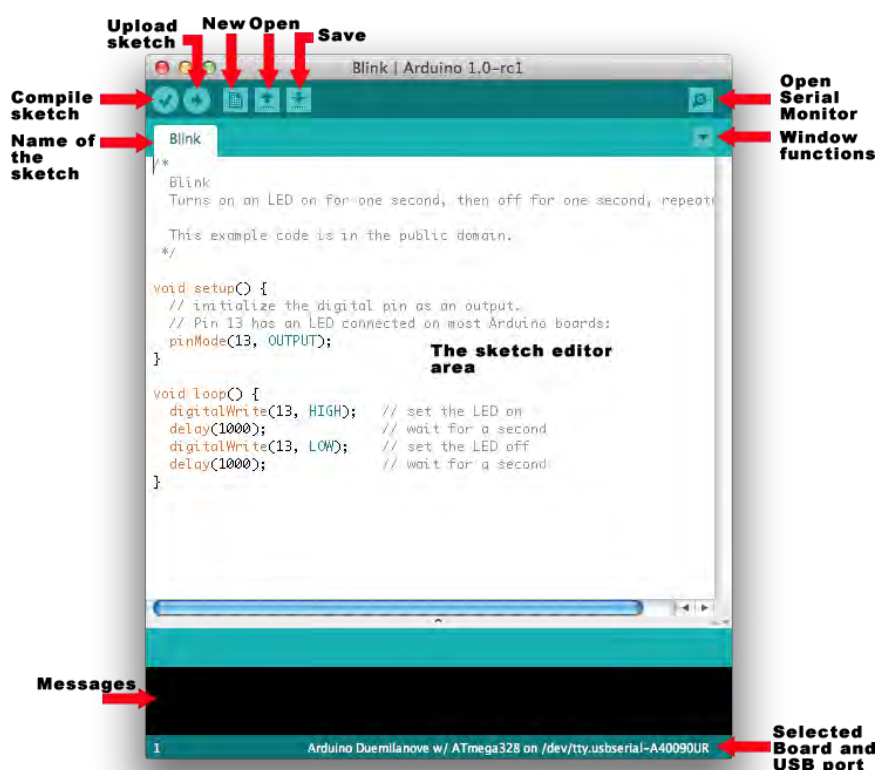 Upload
sketch
New Open
Save
Blink | Arduino 1.0-rc1
Compile
sketch
Open
Serial
Monitor
Name of
the
sketch
Blink
Window
functions
/*
Blink
Turns on an LED on for one second, then off for one second, repeat
This example code is in the public domain.
*/
void setup() {
// initialize the digital pin as an output.
// Pin 13 has an LED connected on most Arduino boards:
pinMode(13, OUTPUT);
}
The sketch editor
area
void loop() {
digitalWrite(13, HIGH);   // set the LED on
delay(1000);              // wait for a second
digitalWrite(13, LOW);    // set the LED off
delay(1000);              // wait for a second
}
Messages
1
Arduino Duemilanove w/ ATmega328 on /dev/tty.usbserial-A40090UR
Selected
Board and
USB port